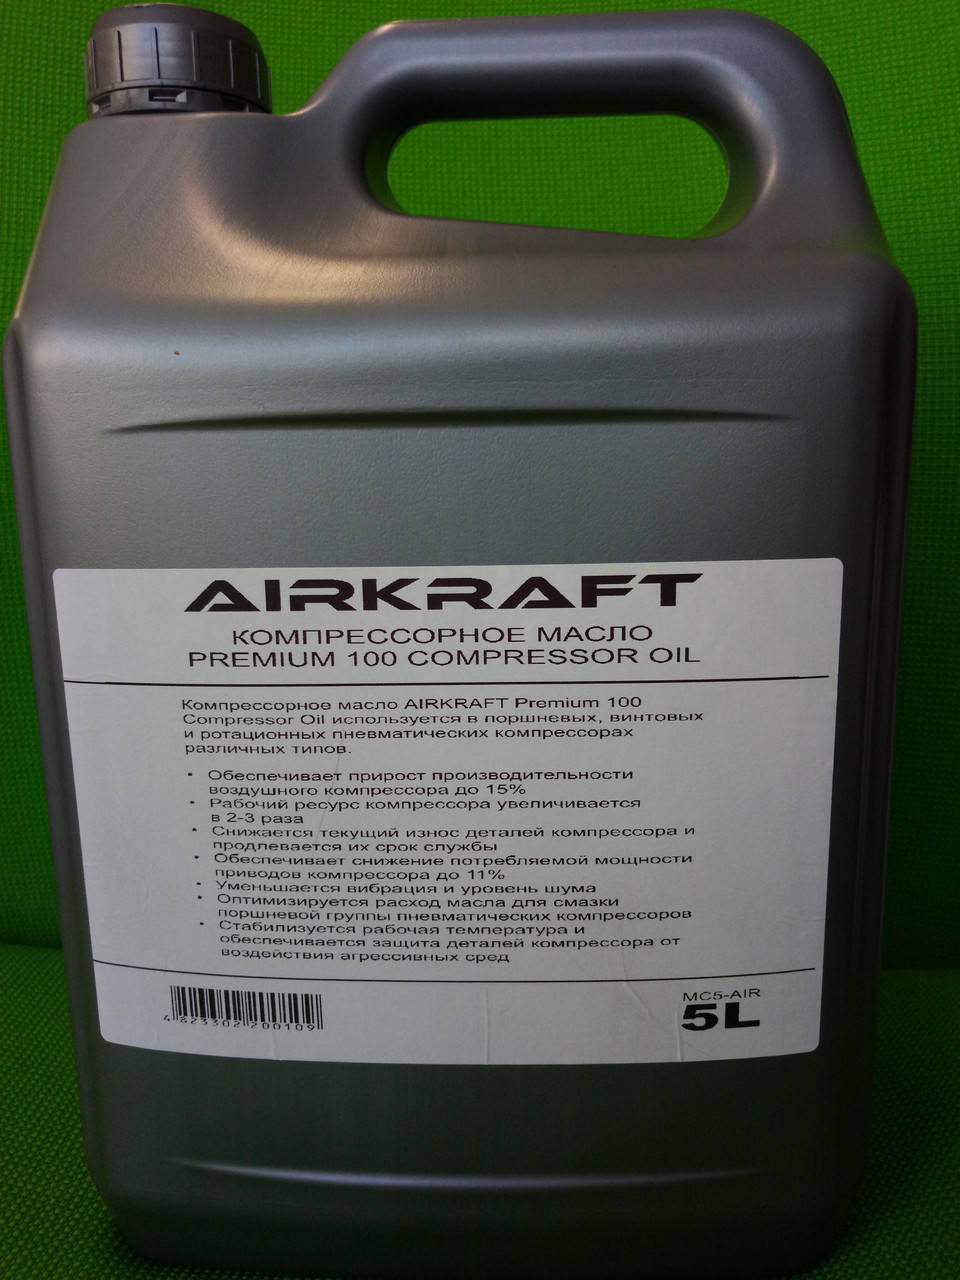 AIRKRAFT
КОМПРЕССОРНОЕ МАСЛО
PREMIUM 100 COMPRESSOR OIL
Компрессорное масло AIRKRAFT Premium 100
Compressor Oil используется в поршневых, винтовых
и ротационных пневматических компрессорах
различных типов.
• Обеспечивает прирост производительности
воздушного компрессора до 15%
• Рабочий ресурс компрессора увеличивается
в 2-3 раза
• Снижается текущий износ деталей компрессора и
продлевается их срок службы
• Обеспечивает снижение потребляемой мощности
приводов компрессора до 11%
• Уменьшается вибрация и уровень шума
• Оптимизируется расход масла для смазки
поршневой группы пневматических компрессоров
• Стабилизуется рабочая температура и
обеспечивается защита деталей компрессора от
воздействия агрессивных сред
4 823302 200109
MC5-AIR
5L